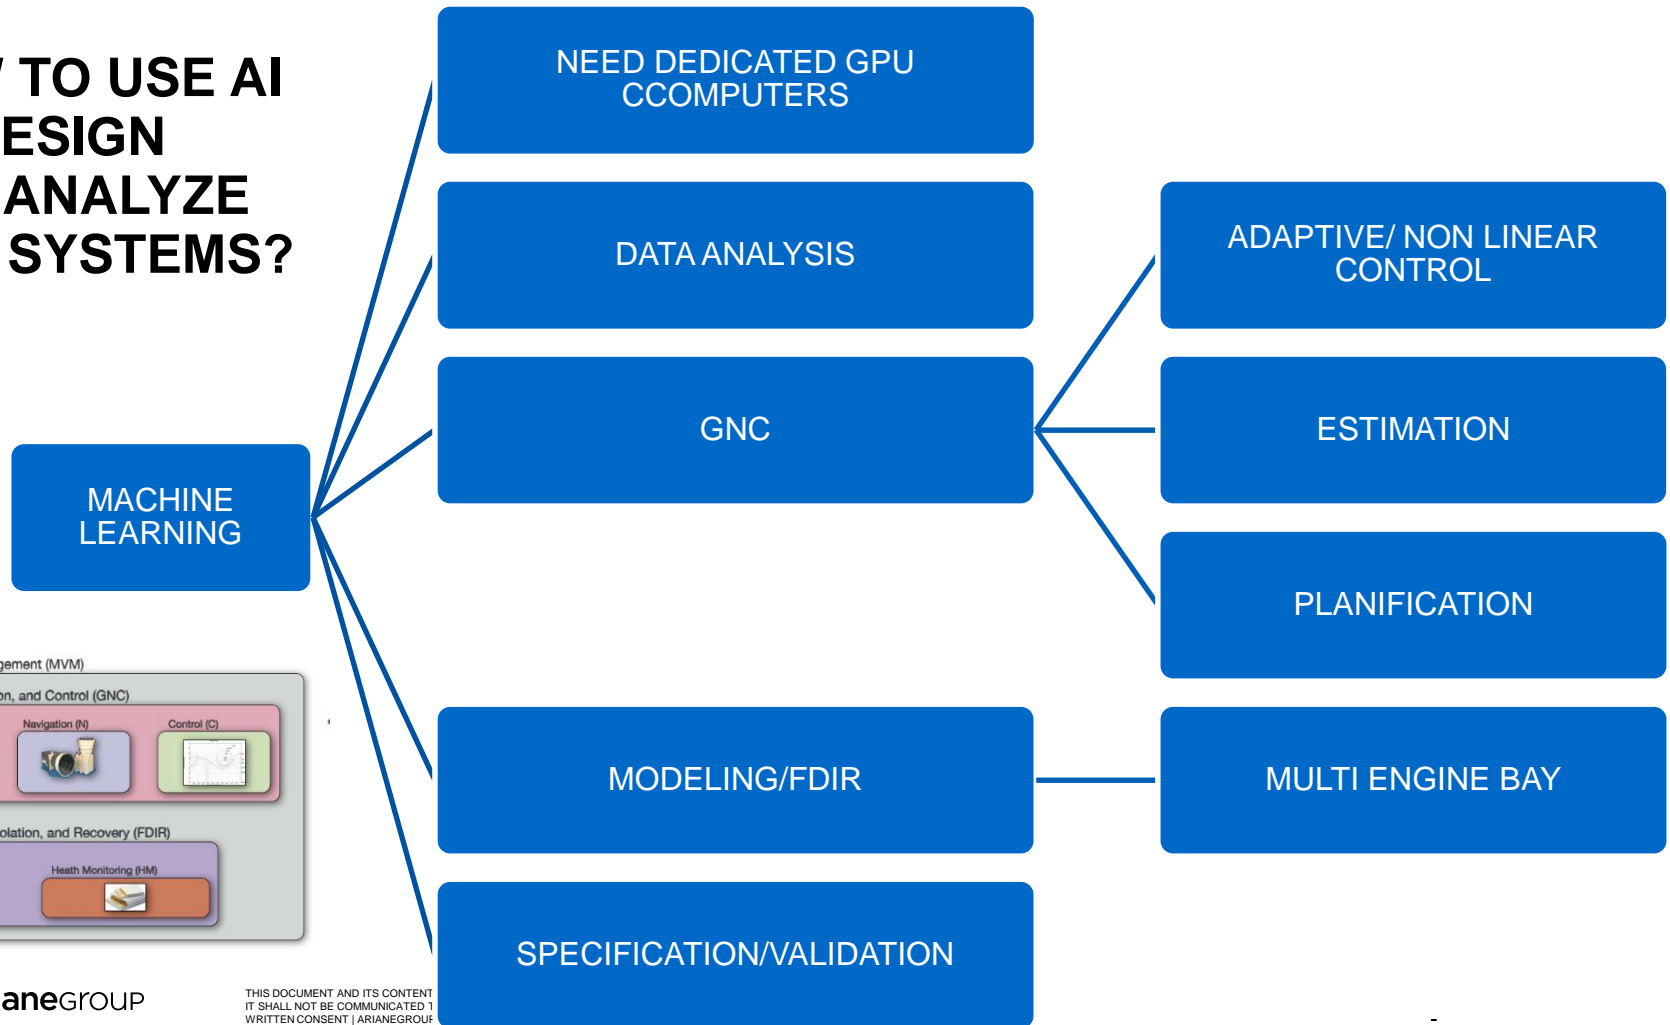 TO USE AI
ESIGN
ANALYZE
SYSTEMS?
NEED DEDICATED GPU
CCOMPUTERS
DATA ANALYSIS
GNC
MODELING/FDIR
SPECIFICATION/VALIDATION
MACHINE
LEARNING
ADAPTIVE/ NON LINEAR
CONTROL
ESTIMATION
PLANIFICATION
MULTI ENGINE BAY
gement (MVM)
on, and Control (GNC)
Navigation (N)
Control (C)
olation, and Recovery (FDIR)
Heath Monitoring (HM)
aneGroup
THIS DOCUMENT AND ITS CONTENT
IT SHALL NOT BE COMMUNICATED
WRITTEN CONSENT | ARIANEGROUP
-